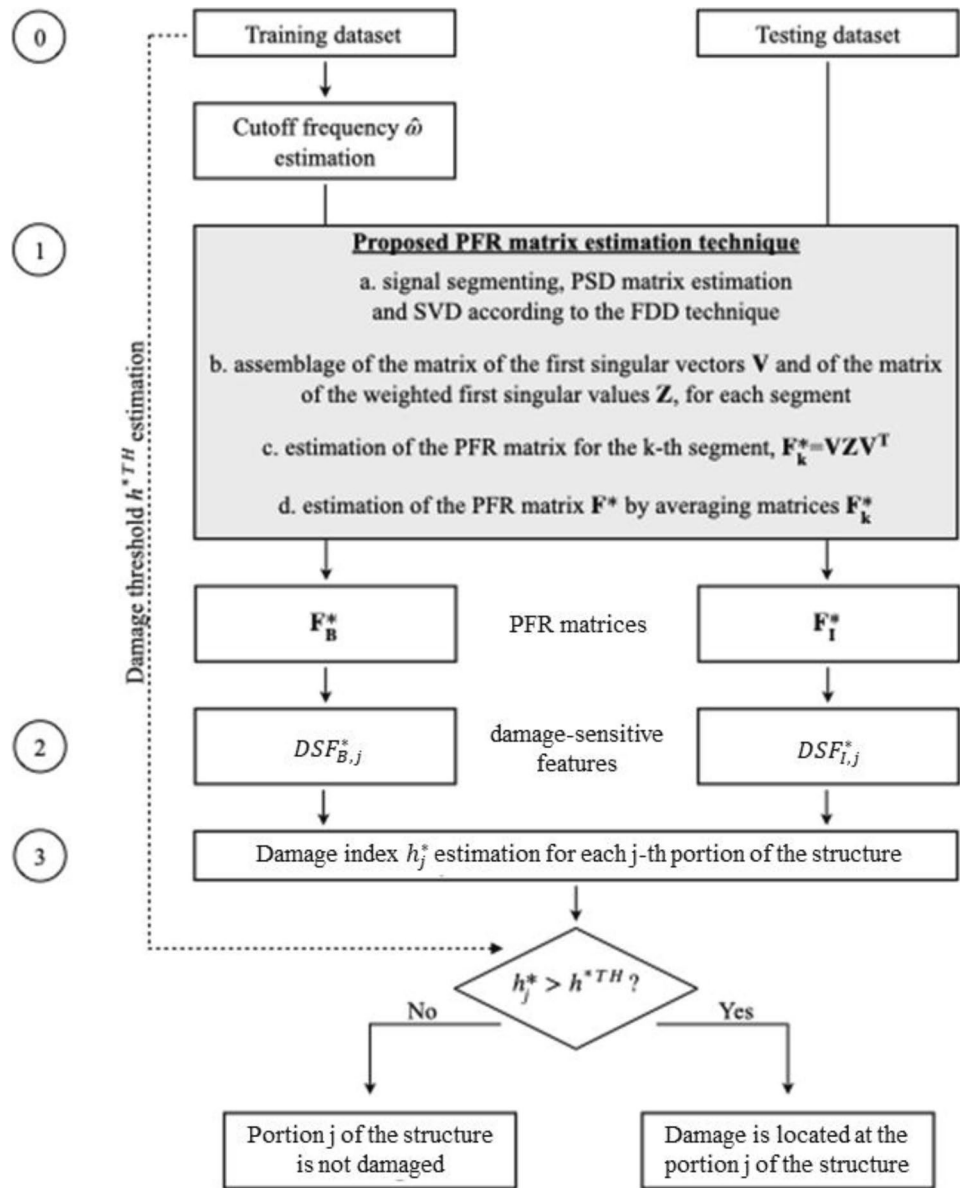 0
Training dataset
Testing dataset
Cutoff frequency ω̂
estimation
1
Proposed PFR matrix estimation technique
a. signal segmenting, PSD matrix estimation
and SVD according to the FDD technique
b. assemblage of the matrix of the first singular vectors V and of the matrix
of the weighted first singular values Z, for each segment
c. estimation of the PFR matrix for the k-th segment, F*k=VZV^T
d. estimation of the PFR matrix F* by averaging matrices F*k
Damage threshold h*^TH estimation
F*B
PFR matrices
F*I
2
DSF*B,j
damage-sensitive
features
DSF*I,j
3
Damage index h*j estimation for each j-th portion of the structure
h*j > h*^TH ?
No
Yes
Portion j of the structure
is not damaged
Damage is located at the
portion j of the structure